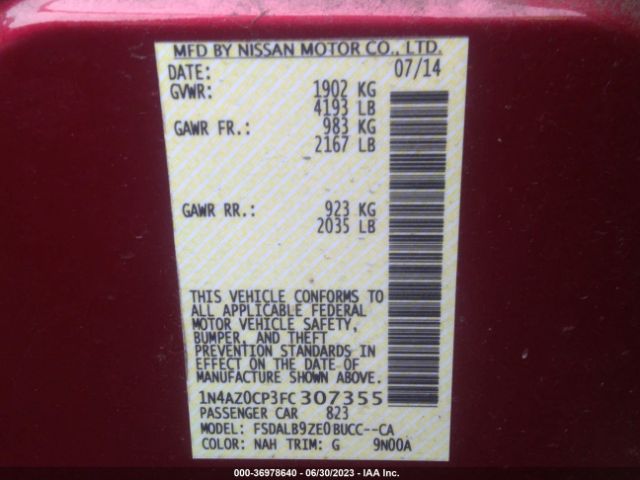 MFD BY NISSAN MOTOR CO., LTD.
DATE: 07/14
GVWR: 1902 KG
4193 LB
GAWR FR.: 983 KG
2167 LB
GAWR RR.: 923 KG
2035 LB
THIS VEHICLE CONFORMS TO
ALL APPLICABLE FEDERAL
MOTOR VEHICLE SAFETY,
BUMPER, AND THEFT
PREVENTION STANDARDS IN
EFFECT ON THE DATE OF
MANUFACTURE SHOWN ABOVE.
1N4AZ0CP3FC307355
PASSENGER CAR 823
MODEL: FSDALB9ZE0BUCC--CA
COLOR: NAH TRIM: G 9N00A
000-36978640 - 06/30/2023 - IAA Inc.